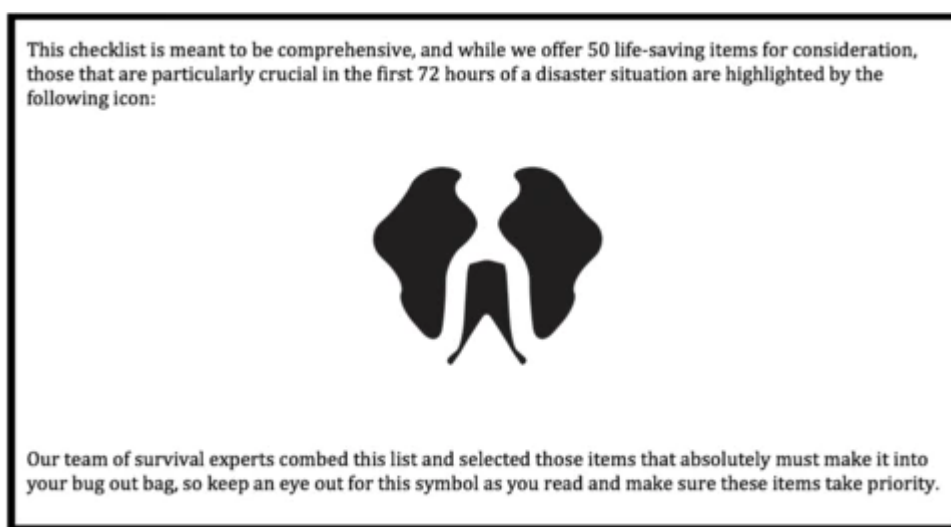 This checklist is meant to be comprehensive, and while we offer 50 life-saving items for consideration,
those that are particularly crucial in the first 72 hours of a disaster situation are highlighted by the
following icon:
Our team of survival experts combed this list and selected those items that absolutely must make it into
your bug out bag, so keep an eye out for this symbol as you read and make sure these items take priority.